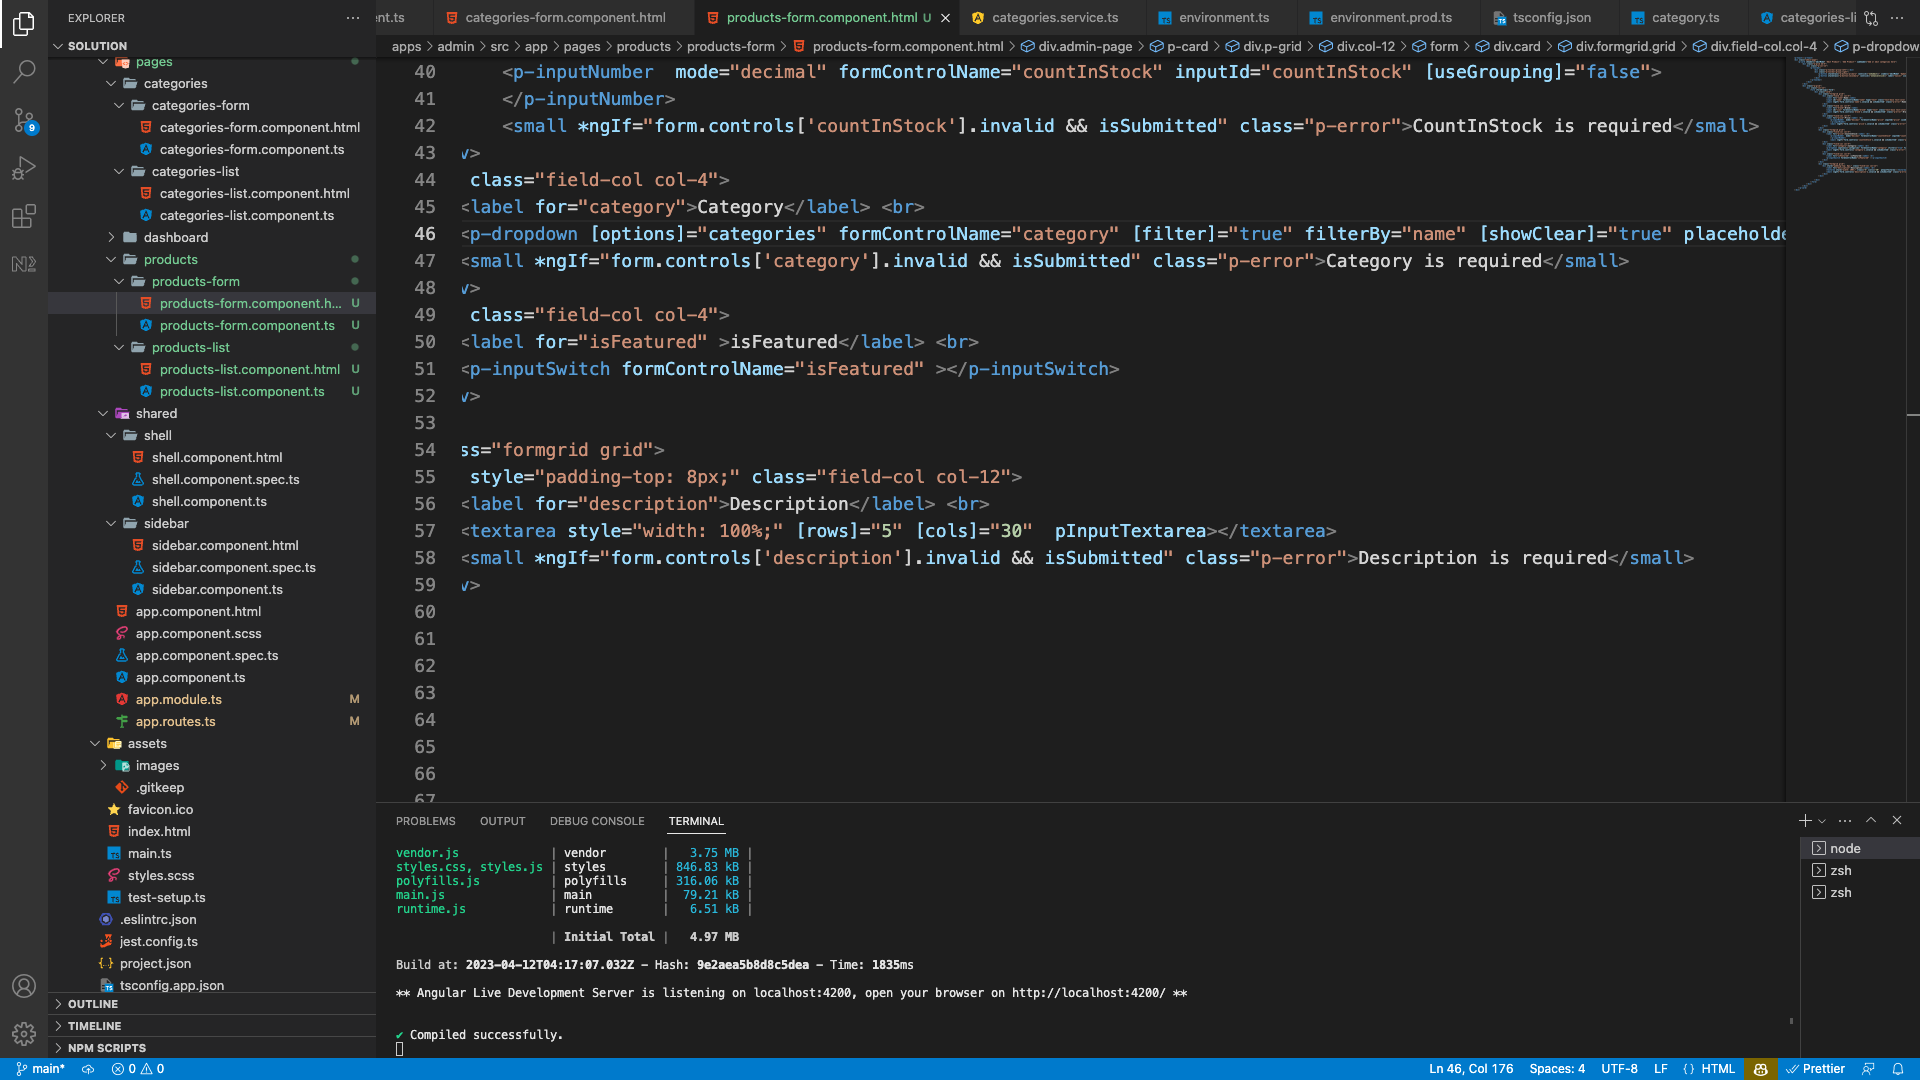 EXPLORER
SOLUTION
pages
categories
categories-form
categories-form.component.html
categories-form.component.ts
categories-list
categories-list.component.html
categories-list.component.ts
dashboard
products
products-form
products-form.component.h... U
products-form.component.ts U
products-list
products-list.component.html U
products-list.component.ts U
shared
shell
shell.component.html
shell.component.spec.ts
shell.component.ts
sidebar
sidebar.component.html
sidebar.component.spec.ts
sidebar.component.ts
app.component.html
app.component.scss
app.component.spec.ts
app.component.ts
app.module.ts M
app.routes.ts M
assets
images
.gitkeep
favicon.ico
index.html
main.ts
styles.scss
test-setup.ts
.eslintrc.json
jest.config.ts
project.json
tsconfig.app.json
OUTLINE
TIMELINE
NPM SCRIPTS
9
ent.ts categories-form.component.html products-form.component.html U categories.service.ts environment.ts environment.prod.ts tsconfig.json category.ts categories-li
apps > admin > src > app > pages > products > products-form > products-form.component.html > div.admin-page > p-card > div.p-grid > div.col-12 > form > div.card > div.formgrid.grid > div.field-col.col-4 > p-dropdow
40 <p-inputNumber  mode="decimal" formControlName="countInStock" inputId="countInStock" [useGrouping]="false">
41 </p-inputNumber>
42 <small *ngIf="form.controls['countInStock'].invalid && isSubmitted" class="p-error">CountInStock is required</small>
43 v>
44 class="field-col col-4">
45 <label for="category">Category</label> <br>
46 <p-dropdown [options]="categories" formControlName="category" [filter]="true" filterBy="name" [showClear]="true" placeholde
47 <small *ngIf="form.controls['category'].invalid && isSubmitted" class="p-error">Category is required</small>
48 v>
49 class="field-col col-4">
50 <label for="isFeatured" >isFeatured</label> <br>
51 <p-inputSwitch formControlName="isFeatured" ></p-inputSwitch>
52 v>
53
54 ss="formgrid grid">
55 style="padding-top: 8px;" class="field-col col-12">
56 <label for="description">Description</label> <br>
57 <textarea style="width: 100%;" [rows]="5" [cols]="30"  pInputTextarea></textarea>
58 <small *ngIf="form.controls['description'].invalid && isSubmitted" class="p-error">Description is required</small>
59 v>
60
61
62
63
64
65
66
67
PROBLEMS OUTPUT DEBUG CONSOLE TERMINAL
vendor.js | vendor | 3.75 MB |
styles.css, styles.js | styles | 846.83 kB |
polyfills.js | polyfills | 316.06 kB |
main.js | main | 79.21 kB |
runtime.js | runtime | 6.51 kB |
| Initial Total | 4.97 MB
Build at: 2023-04-12T04:17:07.032Z - Hash: 9e2aea5b8d8c5dea - Time: 1835ms
** Angular Live Development Server is listening on localhost:4200, open your browser on http://localhost:4200/ **
✔ Compiled successfully.
node
zsh
zsh
main* 0 0 Ln 46, Col 176 Spaces: 4 UTF-8 LF {} HTML Prettier